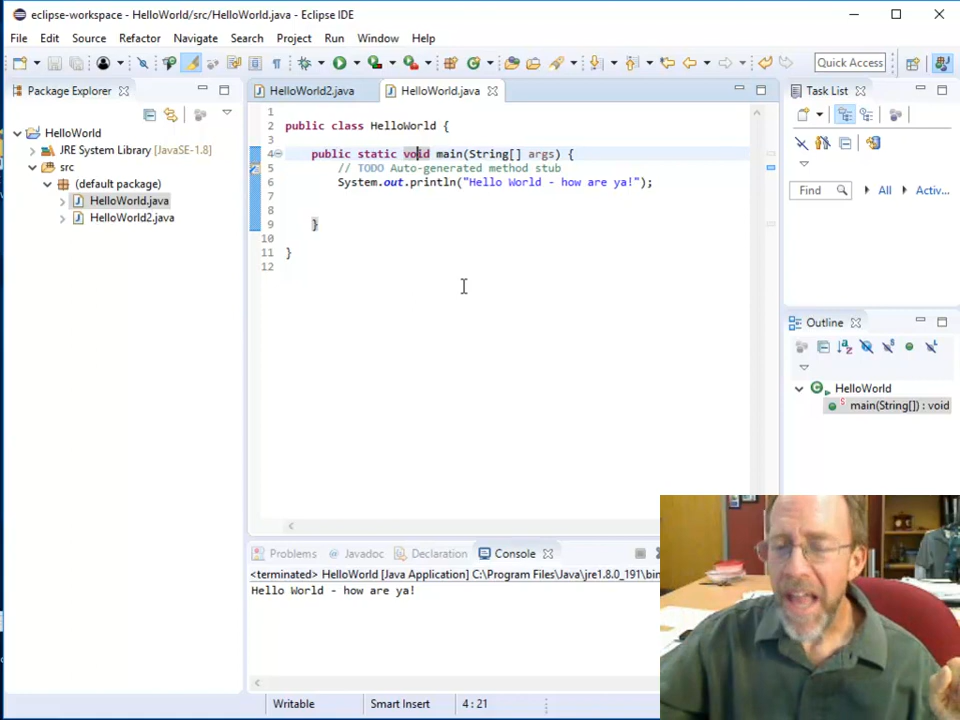 eclipse-workspace - HelloWorld/src/HelloWorld.java - Eclipse IDE
File Edit Source Refactor Navigate Search Project Run Window Help
Quick Access
Package Explorer
HelloWorld
JRE System Library [JavaSE-1.8]
src
(default package)
HelloWorld.java
HelloWorld2.java
HelloWorld2.java HelloWorld.java
1
2 public class HelloWorld {
3
4 public static void main(String[] args) {
5 // TODO Auto-generated method stub
6 System.out.println("Hello World - how are ya!");
7
8
9 }
10
11 }
12
Task List
Find All Activ...
Outline
HelloWorld
main(String[]) : void
Problems Javadoc Declaration Console
<terminated> HelloWorld [Java Application] C:\Program Files\Java\jre1.8.0_191\bin
Hello World - how are ya!
Writable Smart Insert 4 : 21